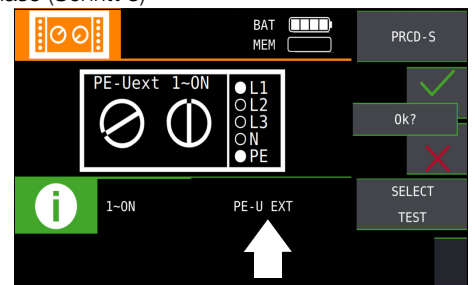 BAT
MEM
PRCD-S
PE-Uext 1~ON
L1
L2
L3
N
PE
Ok?
i
1~ON
PE-U EXT
SELECT
TEST